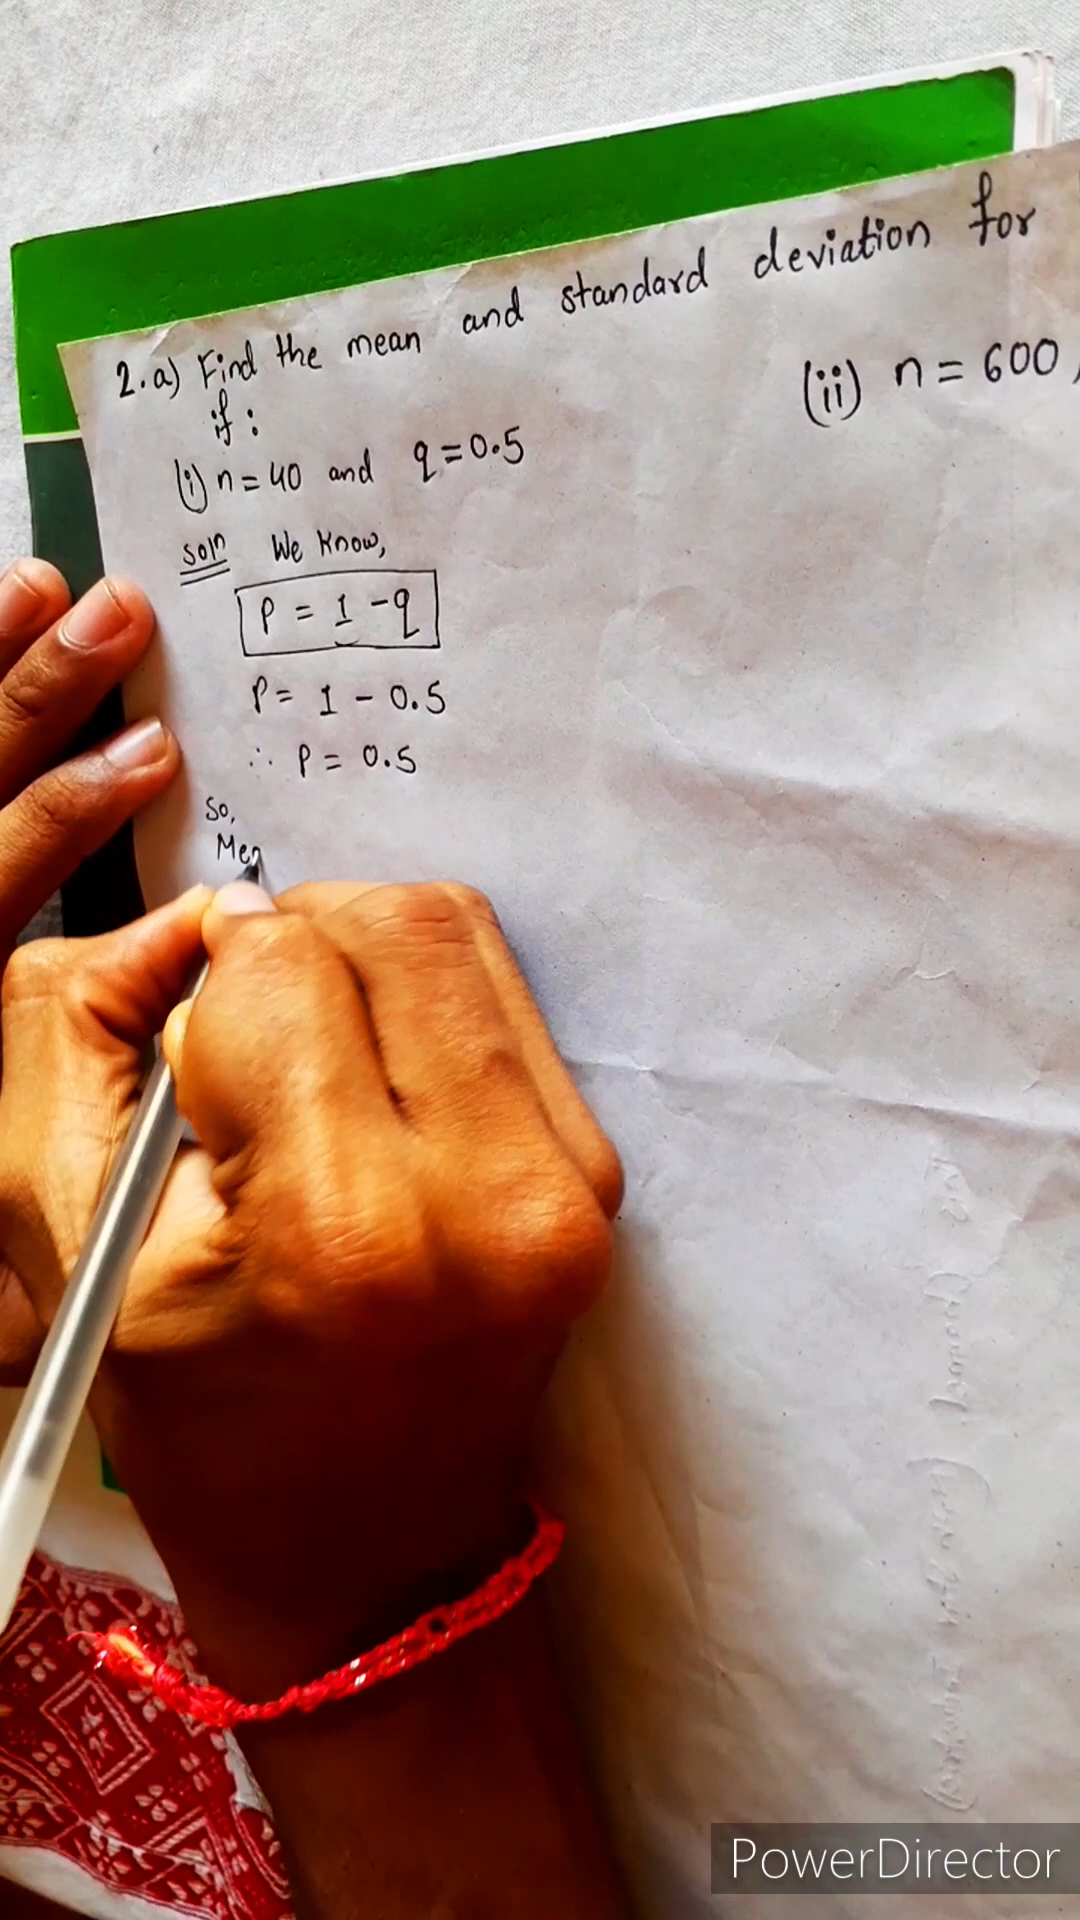 2.a) Find the mean and standard deviation for
if :
(i) n = 40 and q = 0.5
(ii) n = 600,
Soln We Know,
P = 1 - q
P = 1 - 0.5
∴ P = 0.5
So,
Mea
PowerDirector